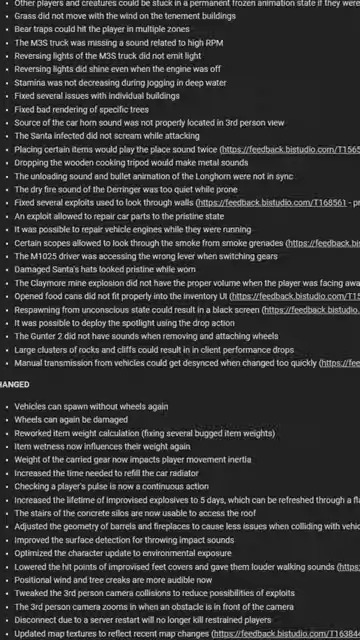 Other players and creatures could be stuck in a permanent frozen animation state if they were
Grass did not move with the wind on the tenement buildings
Bear traps could hit the player in multiple zones
The M3S truck was missing a sound related to high RPM
Reversing lights of the M3S truck did not emit light
Reversing lights did shine even when the engine was off
Stamina was not decreasing during jogging in deep water
Fixed several issues with individual buildings
Fixed bad rendering of specific trees
Source of the car horn sound was not properly located in 3rd person view
The Santa infected did not scream while attacking
Placing certain items would play the place sound twice (https://feedback.bistudio.com/T1565
Dropping the wooden cooking tripod would make metal sounds
The unloading sound and bullet animation of the Longhorn were not in sync
The dry fire sound of the Derringer was too quiet while prone
Fixed several exploits used to look through walls (https://feedback.bistudio.com/T168561 - pr
An exploit allowed to repair car parts to the pristine state
It was possible to repair vehicle engines while they were running
Certain scopes allowed to look through the smoke from smoke grenades (https://feedback.bi
The M1025 driver was accessing the wrong lever when switching gears
Damaged Santa's hats looked pristine while worn
The Claymore mine explosion did not have the proper volume when the player was facing awa
Opened food cans did not fit properly into the inventory UI (https://feedback.bistudio.com/T15
Respawning from unconscious state could result in a black screen (https://feedback.bistudio.
It was possible to deploy the spotlight using the drop action
The Gunter 2 did not have sounds when removing and attaching wheels
Large clusters of rocks and cliffs could result in in client performance drops
Manual transmission from vehicles could get desynced when changed too quickly (https://fee
HANGED
Vehicles can spawn without wheels again
Wheels can again be damaged
Reworked item weight calculation (fixing several bugged item weights)
Item wetness now influences their weight again
Weight of the carried gear now impacts player movement inertia
Increased the time needed to refill the car radiator
Checking a player's pulse is now a continuous action
Increased the lifetime of Improvised explosives to 5 days, which can be refreshed through a fla
The stairs of the concrete silos are now usable to access the roof
Adjusted the geometry of barrels and fireplaces to cause less issues when colliding with vehic
Improved the surface detection for throwing impact sounds
Optimized the character update to environmental exposure
Lowered the hit points of improvised feet covers and gave them louder walking sounds (https:
Positional wind and tree creaks are more audible now
Tweaked the 3rd person camera collisions to reduce possibilities of exploits
The 3rd person camera zooms in when an obstacle is in front of the camera
Disconnect due to a server restart will no longer kill restrained players
Updated map textures to reflect recent map changes (https://feedback.bistudio.com/T16384